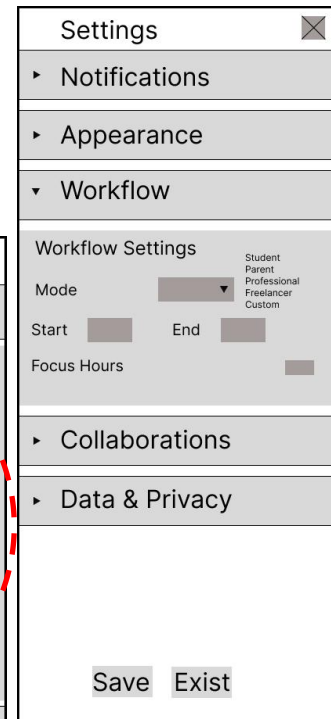 Settings
Notifications
Appearance
Workflow
Workflow Settings
Student
Parent
Mode
Professional
Freelancer
Custom
Start End
Focus Hours
Collaborations
Data & Privacy
Save Exist